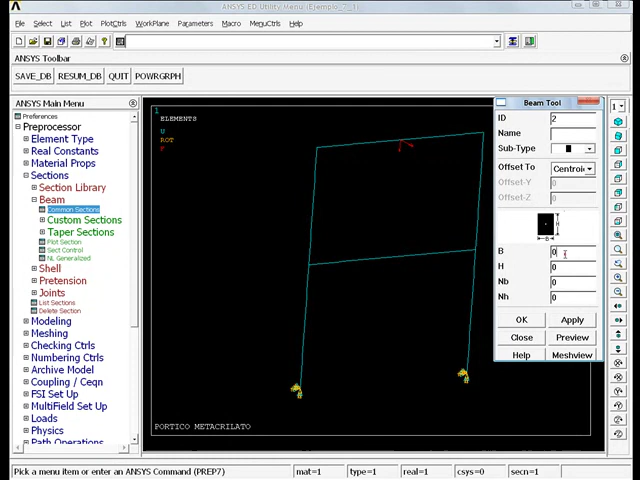 ANSYS ED Utility Menu (Ejemplo_7_1)
File Select List Plot PlotCtrls WorkPlane Parameters Macro MenuCtrls Help
ANSYS Toolbar
SAVE_DB RESUM_DB QUIT POWRGRPH
ANSYS Main Menu
Preferences
Preprocessor
Element Type
Real Constants
Material Props
Sections
Section Library
Beam
Common Sections
Custom Sections
Taper Sections
Plot Section
Sect Control
NL Generalized
Shell
Pretension
Joints
List Sections
Delete Section
Modeling
Meshing
Checking Ctrls
Numbering Ctrls
Archive Model
Coupling / Ceqn
FSI Set Up
MultiField Set Up
Loads
Physics
Path Operations
1
ELEMENTS
U
ROT
F
PORTICO METACRILATO
Beam Tool
ID 2
Name
Sub-Type
Offset To Centroid
Offset-Y 0
Offset-Z 0
H
B
B 0
H 0
Nb 0
Nh 0
OK Apply
Close Preview
Help Meshview
1
Pick a menu item or enter an ANSYS Command (PREP7) mat=1 type=1 real=1 csys=0 secn=1